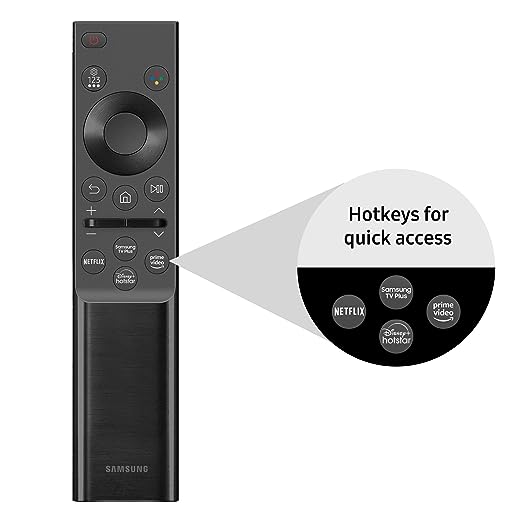 123
NETFLIX
Samsung
TV Plus
prime
video
Disney+
hotstar
SAMSUNG
Hotkeys for
quick access
NETFLIX
Samsung
TV Plus
prime
video
Disney+
hotstar